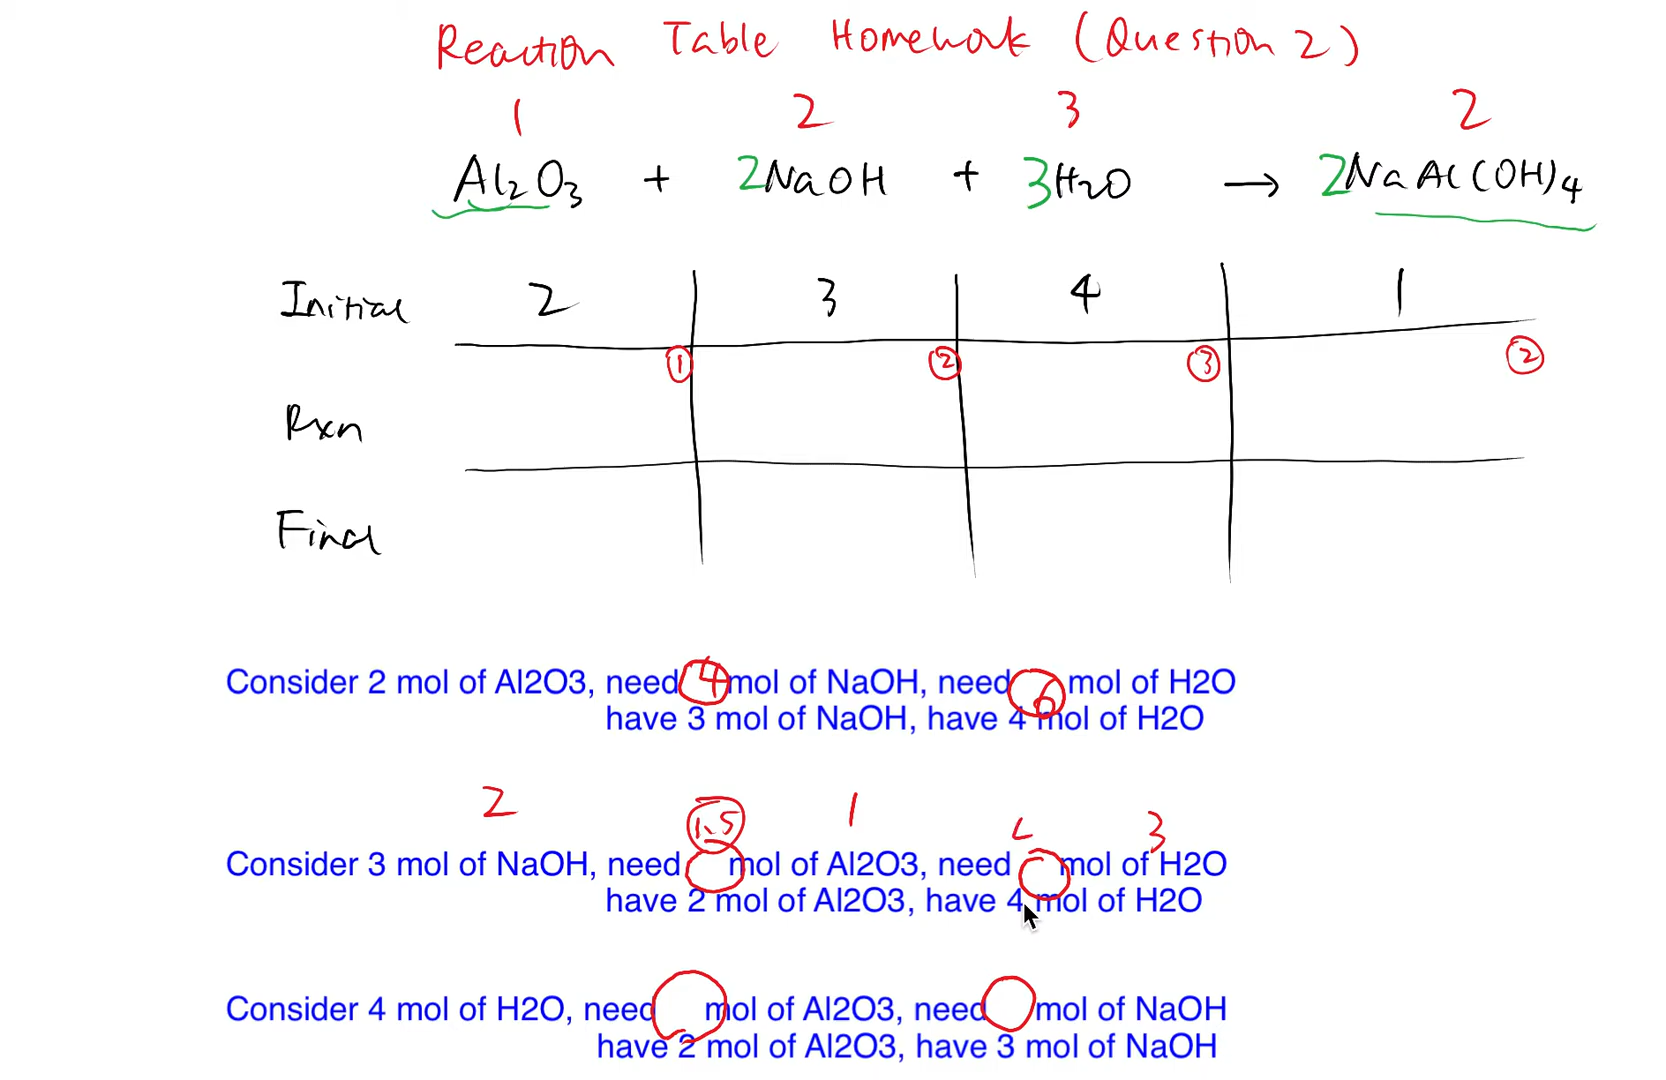 Reaction Table Homework (Question 2)
1 2 3 2
Al2O3 + 2NaOH + 3H2O → 2NaAl(OH)4
Initial 2 3 4 1
① ② ③ ②
Rxn
Final
Consider 2 mol of Al2O3, need 4 mol of NaOH, need 6 mol of H2O
have 3 mol of NaOH, have 4 mol of H2O
2 1.5 1 3
Consider 3 mol of NaOH, need mol of Al2O3, need mol of H2O
have 2 mol of Al2O3, have 4 mol of H2O
Consider 4 mol of H2O, need mol of Al2O3, need mol of NaOH
have 2 mol of Al2O3, have 3 mol of NaOH